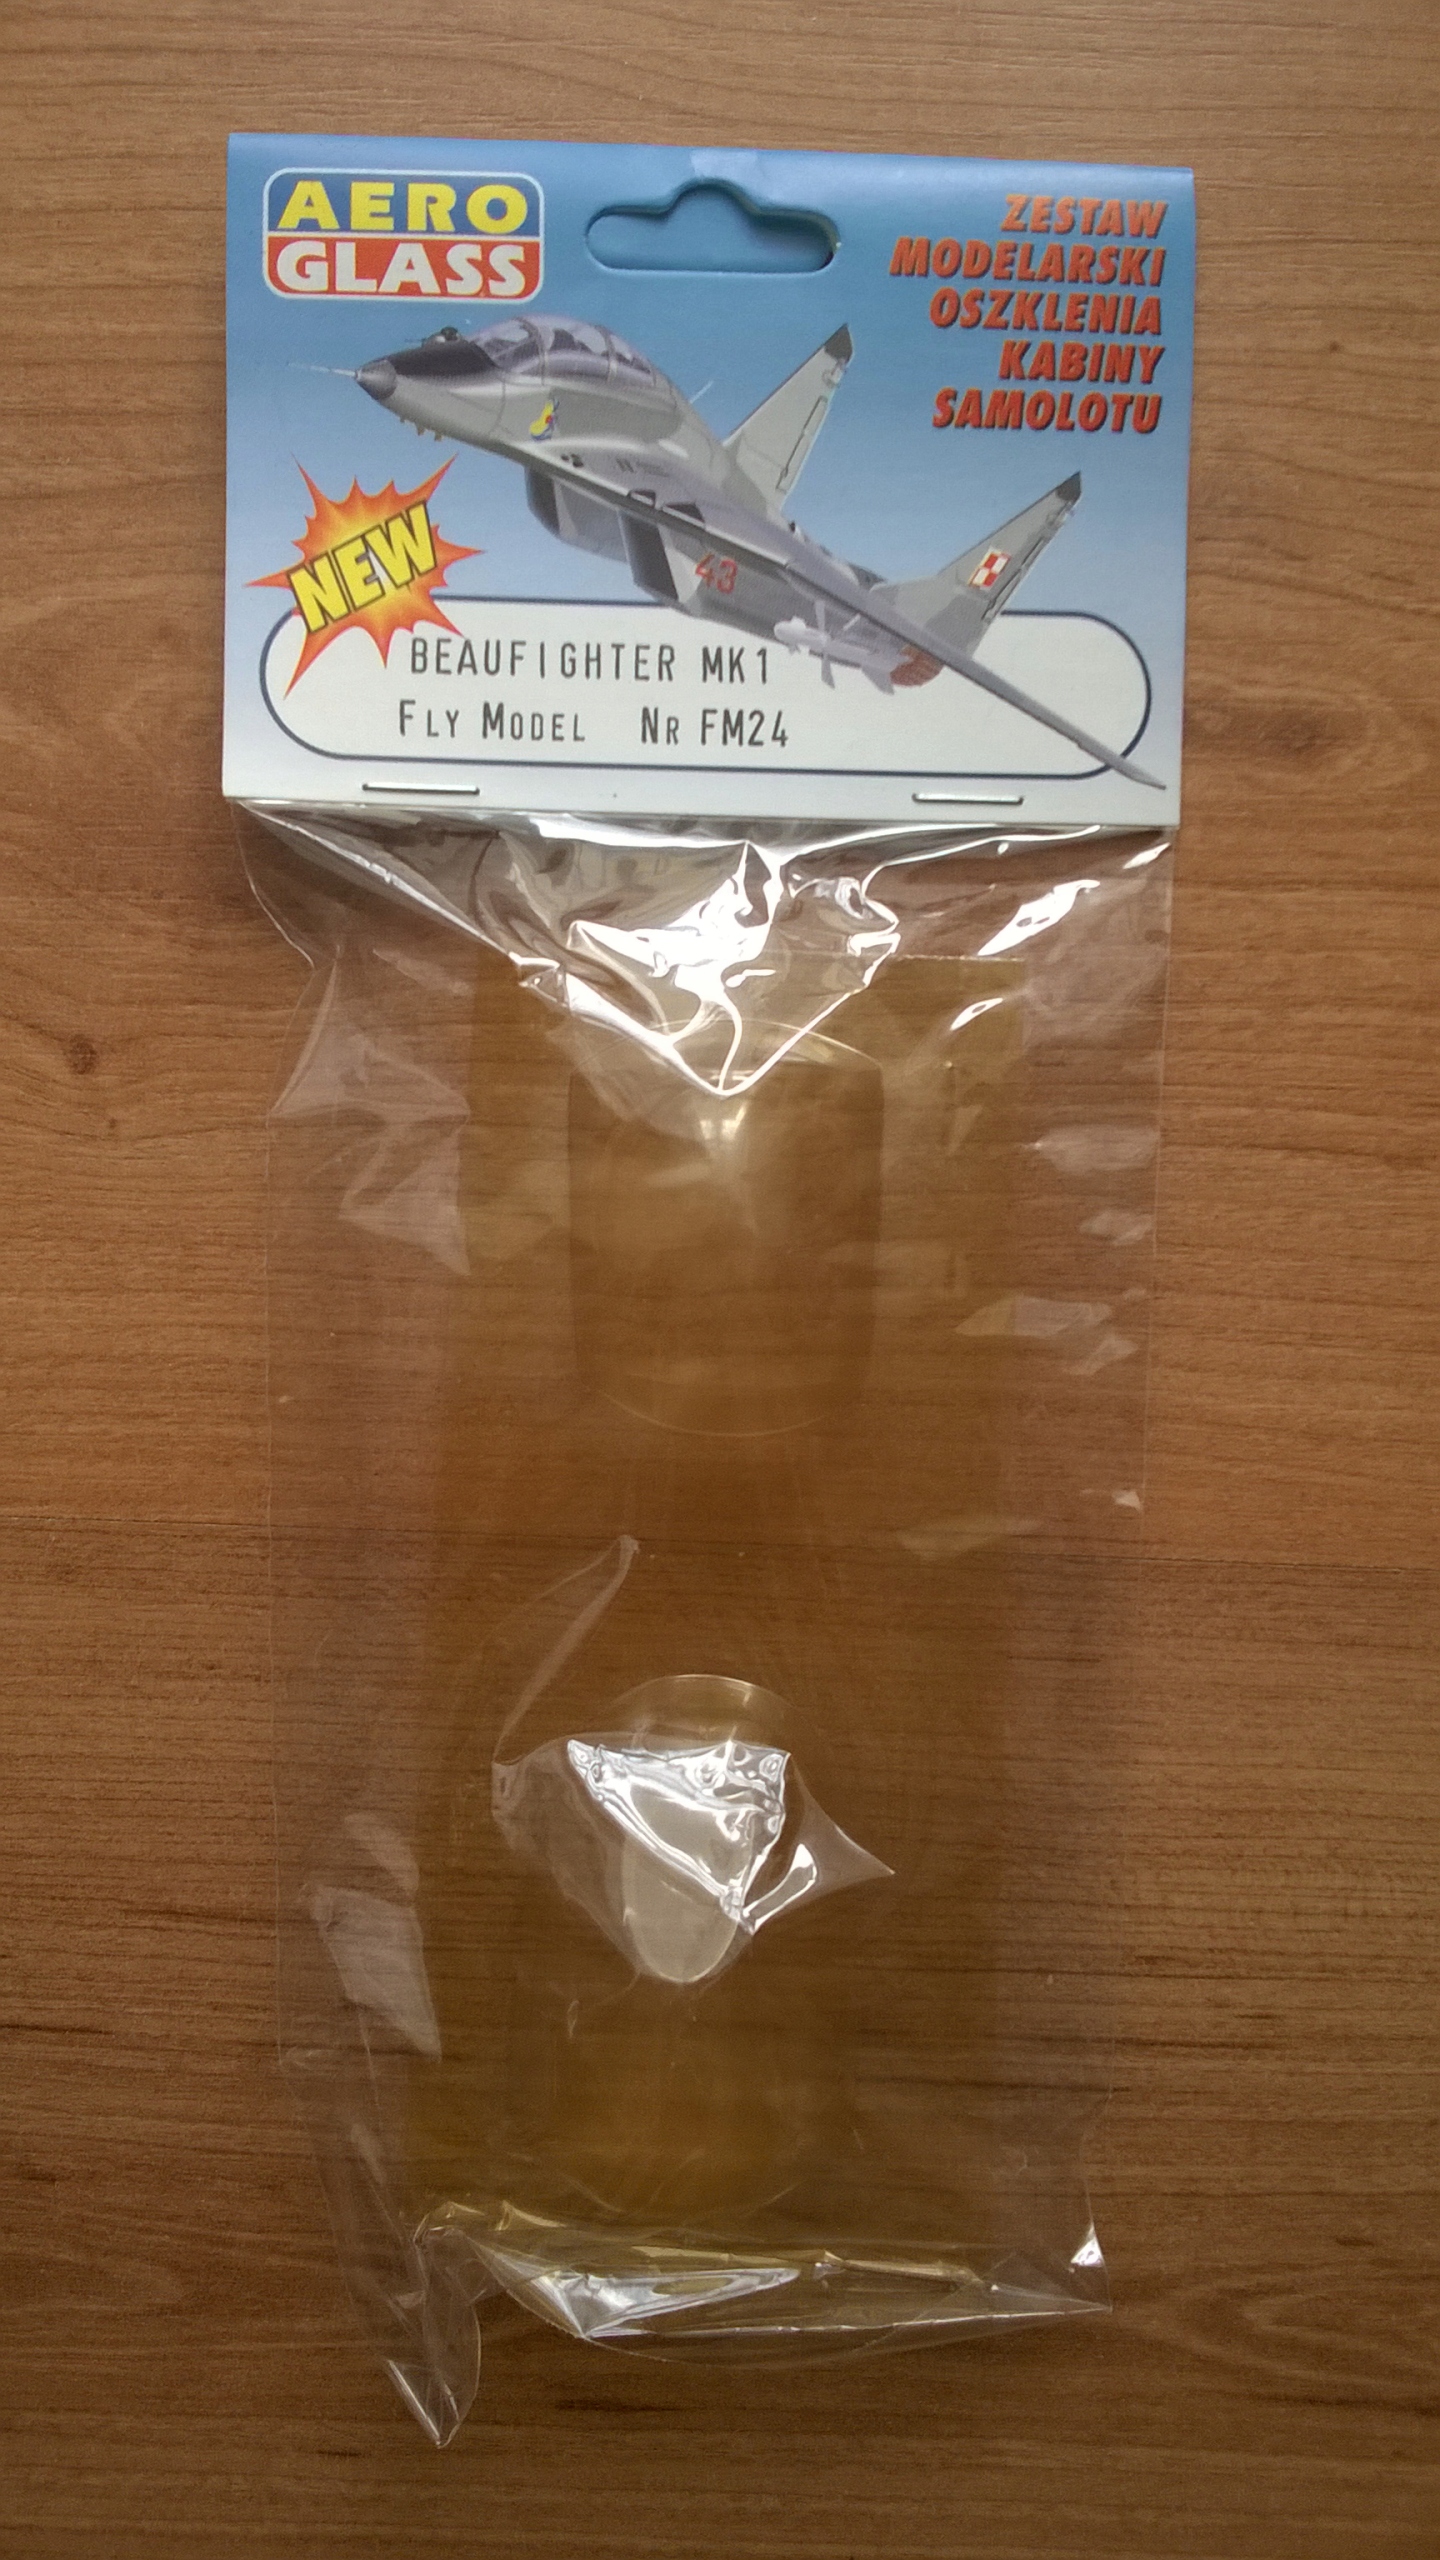 AERO
GLASS
ZESTAW
MODELARSKI
OSZKLENIA
KABINY
SAMOLOTU
NEW
43
BEAUFIGHTER MK1
FLY MODEL NR FM24